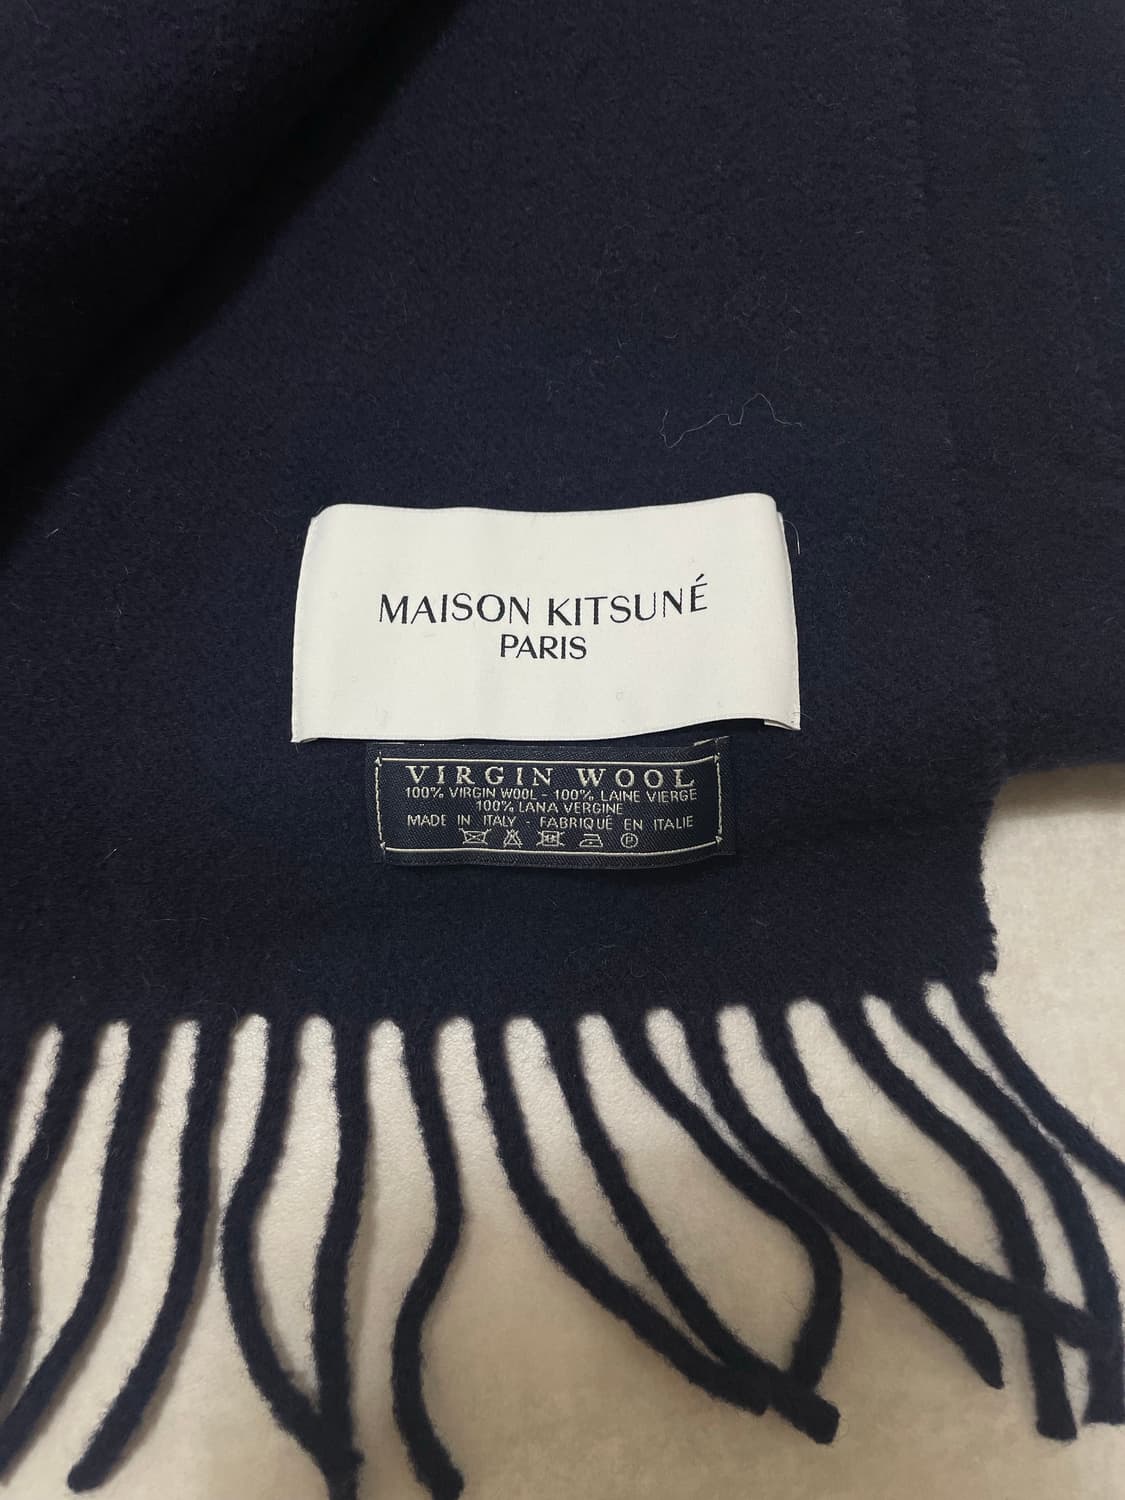 MAISON KITSUNÉ
PARIS
VIRGIN WOOL
100% VIRGIN WOOL - 100% LAINE VIERGE
100% LANA VERGINE
MADE IN ITALY - FABRIQUÉ EN ITALIE
P